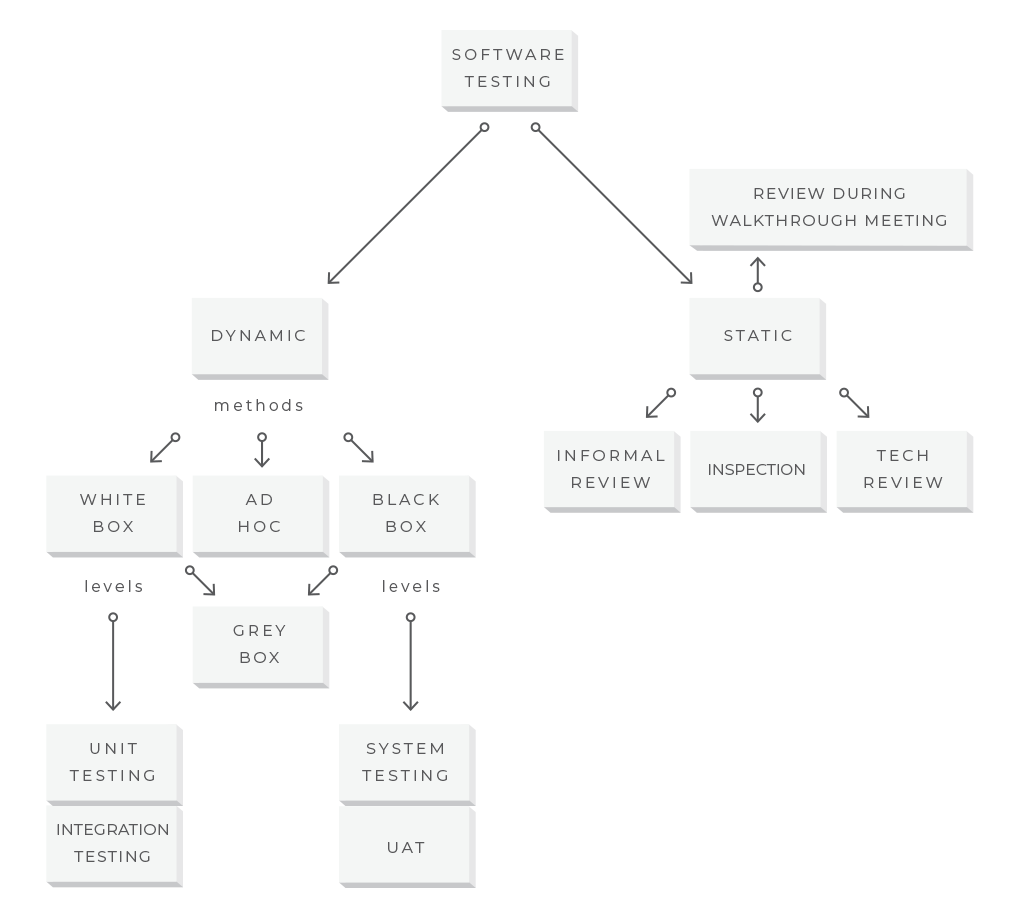 SOFTWARE
TESTING
REVIEW DURING
WALKTHROUGH MEETING
DYNAMIC
STATIC
methods
INFORMAL
REVIEW
INSPECTION
TECH
REVIEW
WHITE
BOX
AD
HOC
BLACK
BOX
levels
levels
GREY
BOX
UNIT
TESTING
SYSTEM
TESTING
INTEGRATION
TESTING
UAT